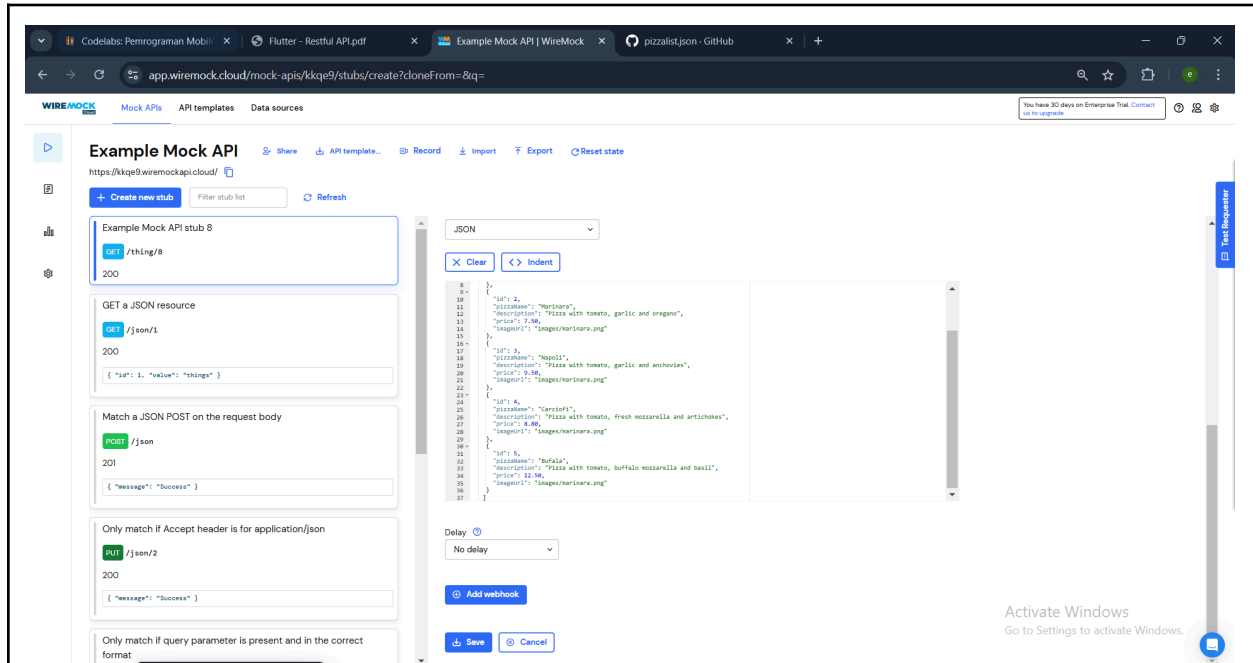 Codelabs: Pemrograman Mobil
Flutter - Restful API.pdf
Example Mock API | WireMock
pizzalist.json · GitHub
app.wiremock.cloud/mock-apis/kkqe9/stubs/create?cloneFrom=&q=
e
WIREMOCK
Cloud
Mock APIs
API templates
Data sources
You have 30 days on Enterprise Trial. Contact
us to upgrade
Example Mock API
Share
API template...
Record
Import
Export
Reset state
https://kkqe9.wiremockapi.cloud/
+ Create new stub
Filter stub list
Refresh
Example Mock API stub 8
GET /thing/8
200
GET a JSON resource
GET /json/1
200
{ "id": 1, "value": "things" }
Match a JSON POST on the request body
POST /json
201
{ "message": "Success" }
Only match if Accept header is for application/json
PUT /json/2
200
{ "message": "Success" }
Only match if query parameter is present and in the correct
format
JSON
Clear
<> Indent
8 },
9 {
10 "id": 2,
11 "pizzaName": "Marinara",
12 "description": "Pizza with tomato, garlic and oregano",
13 "price": 7.50,
14 "imageUrl": "images/marinara.png"
15 },
16 {
17 "id": 3,
18 "pizzaName": "Napoli",
19 "description": "Pizza with tomato, garlic and anchovies",
20 "price": 9.50,
21 "imageUrl": "images/marinara.png"
22 },
23 {
24 "id": 4,
25 "pizzaName": "Carciofi",
26 "description": "Pizza with tomato, fresh mozzarella and artichokes",
27 "price": 8.80,
28 "imageUrl": "images/marinara.png"
29 },
30 {
31 "id": 5,
32 "pizzaName": "Bufala",
33 "description": "Pizza with tomato, buffalo mozzarella and basil",
34 "price": 12.50,
35 "imageUrl": "images/marinara.png"
36 }
37 ]
Delay
No delay
Add webhook
Save
Cancel
Test Requester
Activate Windows
Go to Settings to activate Windows.